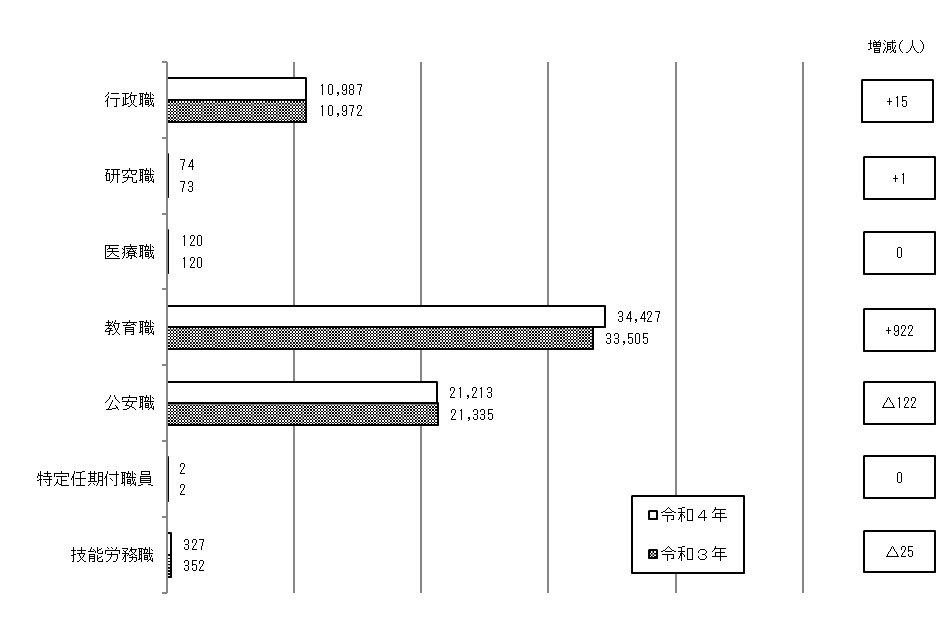 増減(人)
行政職
10,987
10,972
+15
研究職
74
73
+1
医療職
120
120
0
教育職
34,427
33,505
+922
公安職
21,213
21,335
△122
特定任期付職員
2
2
0
技能労務職
327
352
△25
令和４年
令和３年